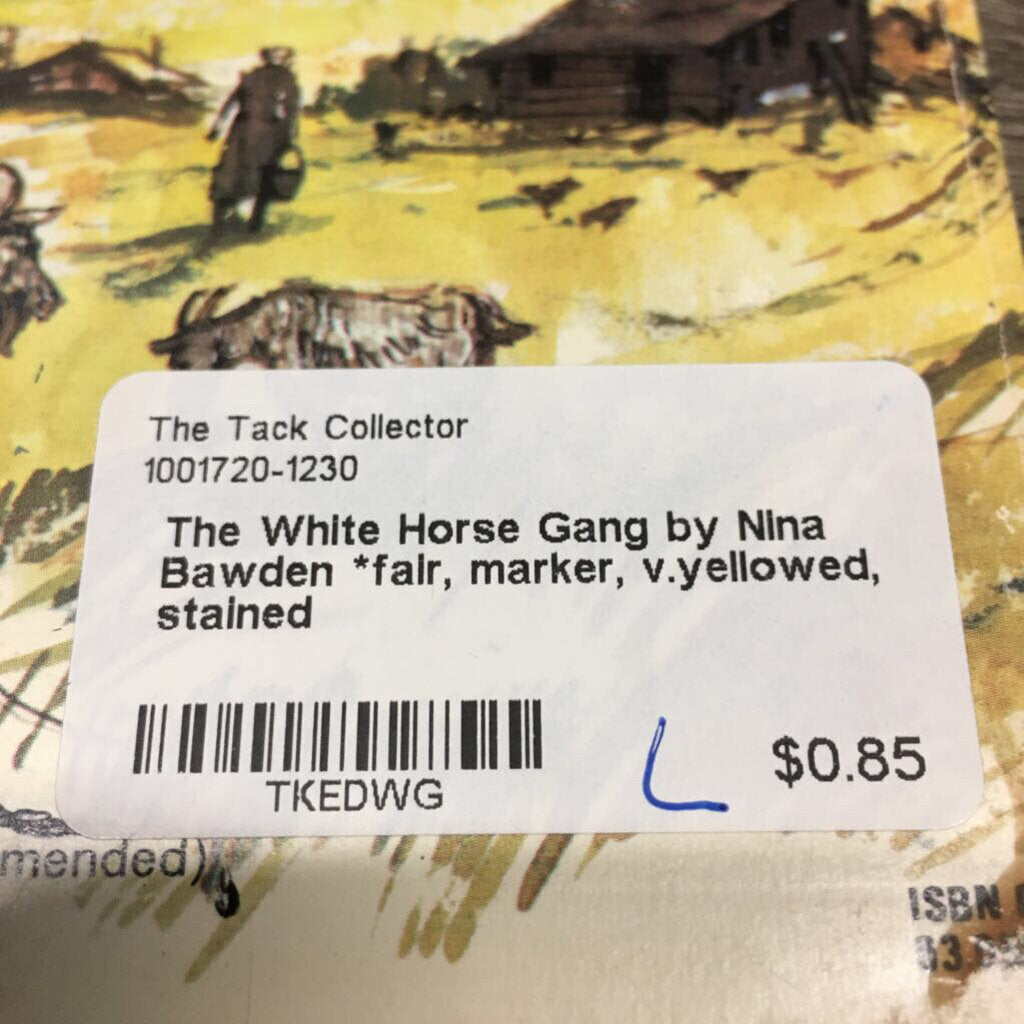 The Tack Collector
1001720-1230
The White Horse Gang by Nina
Bawden *fair, marker, v.yellowed,
stained
TKEDWG
L
$0.85
mended)
ISBN